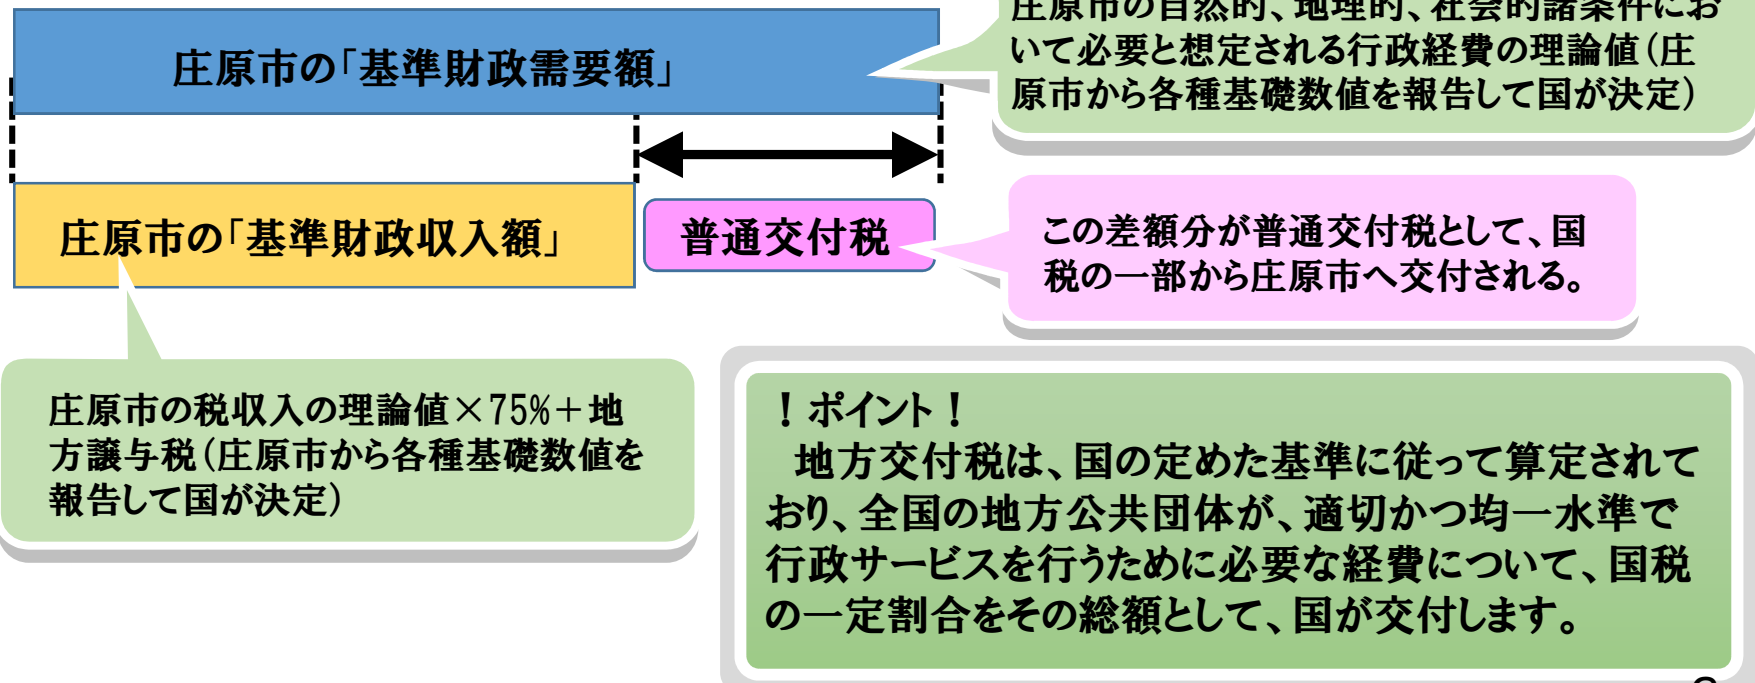 庄原市の自然的、地理的、社会的諸条件にお
いて必要と想定される行政経費の理論値(庄
原市から各種基礎数値を報告して国が決定)
庄原市の「基準財政需要額」
庄原市の「基準財政収入額」
普通交付税
この差額分が普通交付税として、国
税の一部から庄原市へ交付される。
庄原市の税収入の理論値×75%+地
方譲与税(庄原市から各種基礎数値を
報告して国が決定)
!ポイント!
地方交付税は、国の定めた基準に従って算定されて
おり、全国の地方公共団体が、適切かつ均一水準で
行政サービスを行うために必要な経費について、国税
の一定割合をその総額として、国が交付します。